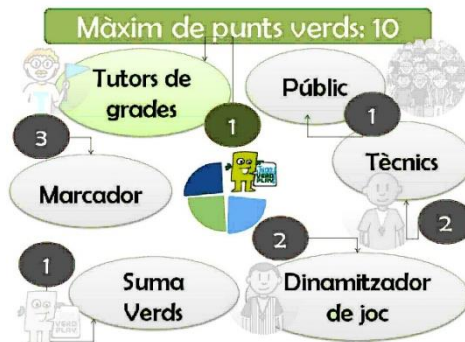 Màxim de punts verds: 10
Tutors de
grades
1
Públic
1
3
Marcador
Tècnics
2
1
Suma
Verds
2
Dinamitzador
de joc